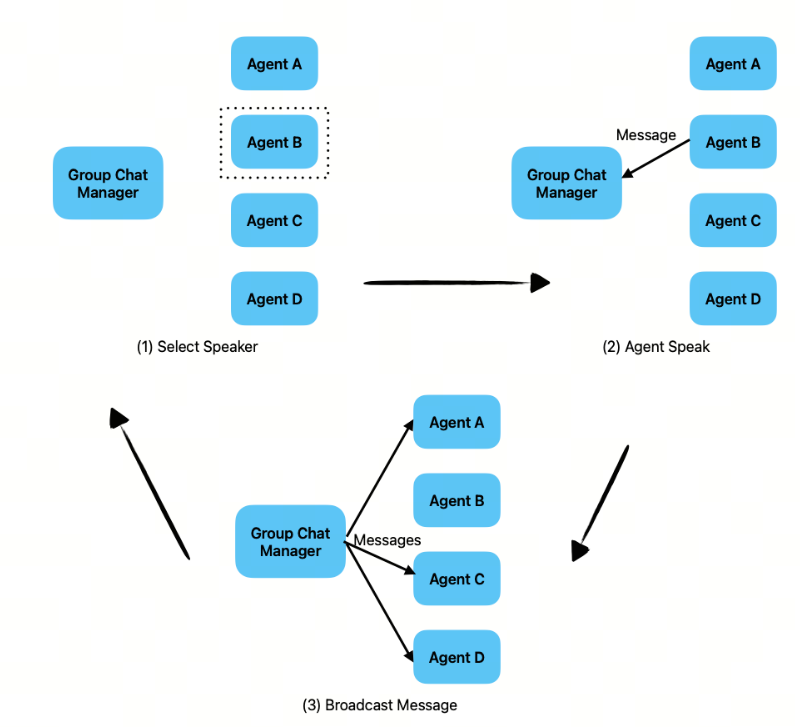 Agent A
Agent B
Group Chat
Manager
Agent C
Agent D
(1) Select Speaker
Agent A
Message
Agent B
Group Chat
Manager
Agent C
Agent D
(2) Agent Speak
Agent A
Agent B
Group Chat
Manager
Messages
Agent C
Agent D
(3) Broadcast Message